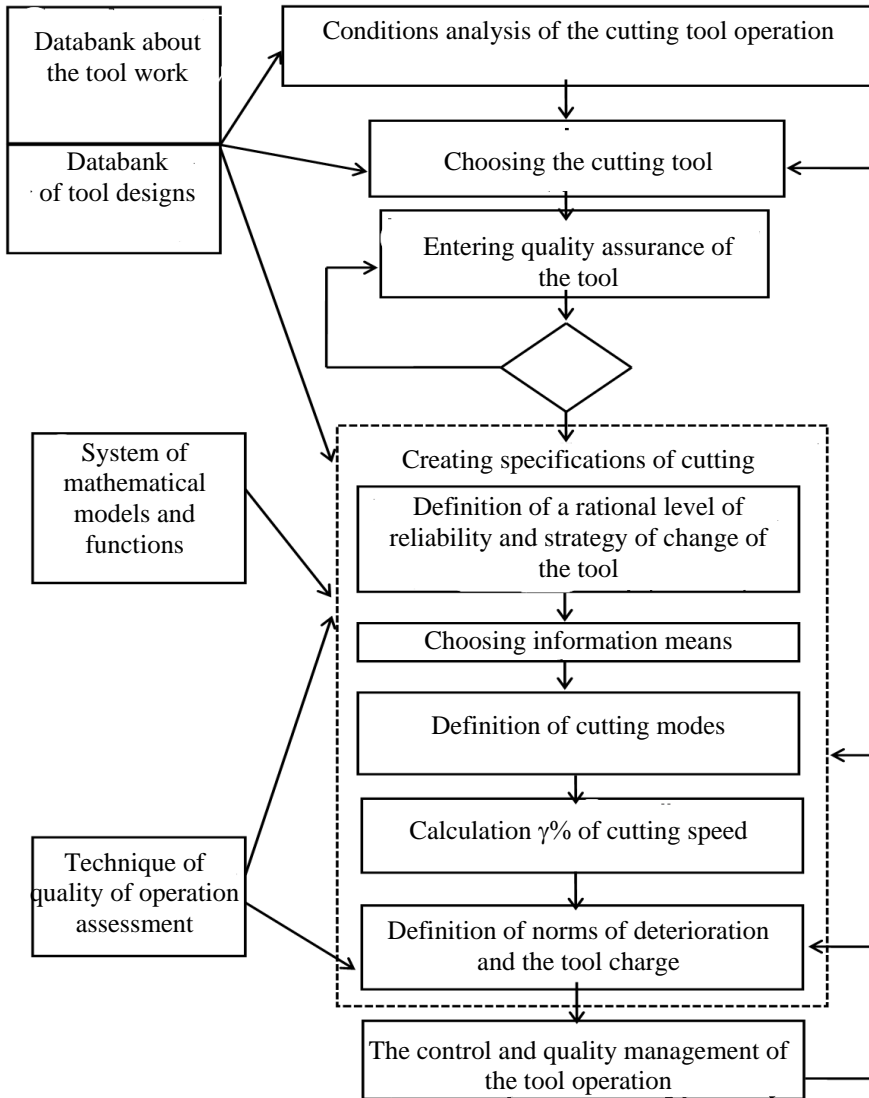 Databank about
the tool work
Databank
of tool designs
Conditions analysis of the cutting tool operation
Choosing the cutting tool
Entering quality assurance of
the tool
System of
mathematical
models and
functions
Creating specifications of cutting
Definition of a rational level of
reliability and strategy of change of
the tool
Choosing information means
Definition of cutting modes
Calculation γ% of cutting speed
Technique of
quality of operation
assessment
Definition of norms of deterioration
and the tool charge
The control and quality management of
the tool operation